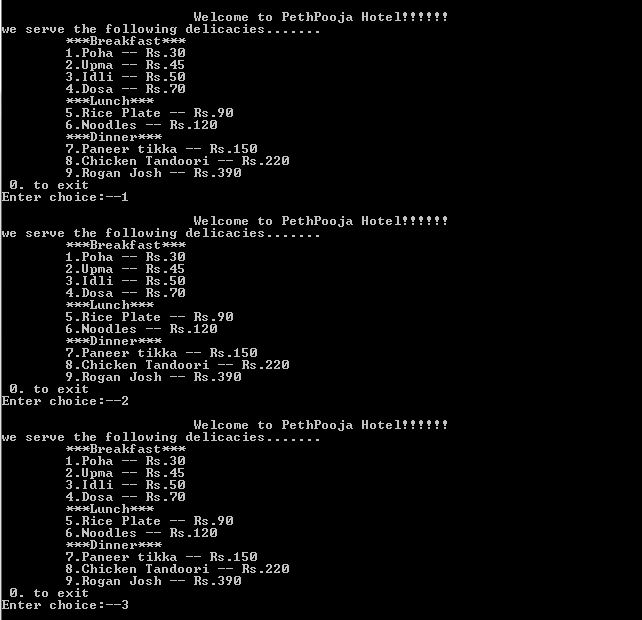 Welcome to PethPooja Hotel!!!!!!
we serve the following delicacies.......
***Breakfast***
1.Poha -- Rs.30
2.Upma -- Rs.45
3.Idli -- Rs.50
4.Dosa -- Rs.70
***Lunch***
5.Rice Plate -- Rs.90
6.Noodles -- Rs.120
***Dinner***
7.Paneer tikka -- Rs.150
8.Chicken Tandoori -- Rs.220
9.Rogan Josh -- Rs.390
0. to exit
Enter choice:--1
Welcome to PethPooja Hotel!!!!!!
we serve the following delicacies.......
***Breakfast***
1.Poha -- Rs.30
2.Upma -- Rs.45
3.Idli -- Rs.50
4.Dosa -- Rs.70
***Lunch***
5.Rice Plate -- Rs.90
6.Noodles -- Rs.120
***Dinner***
7.Paneer tikka -- Rs.150
8.Chicken Tandoori -- Rs.220
9.Rogan Josh -- Rs.390
0. to exit
Enter choice:--2
Welcome to PethPooja Hotel!!!!!!
we serve the following delicacies.......
***Breakfast***
1.Poha -- Rs.30
2.Upma -- Rs.45
3.Idli -- Rs.50
4.Dosa -- Rs.70
***Lunch***
5.Rice Plate -- Rs.90
6.Noodles -- Rs.120
***Dinner***
7.Paneer tikka -- Rs.150
8.Chicken Tandoori -- Rs.220
9.Rogan Josh -- Rs.390
0. to exit
Enter choice:--3